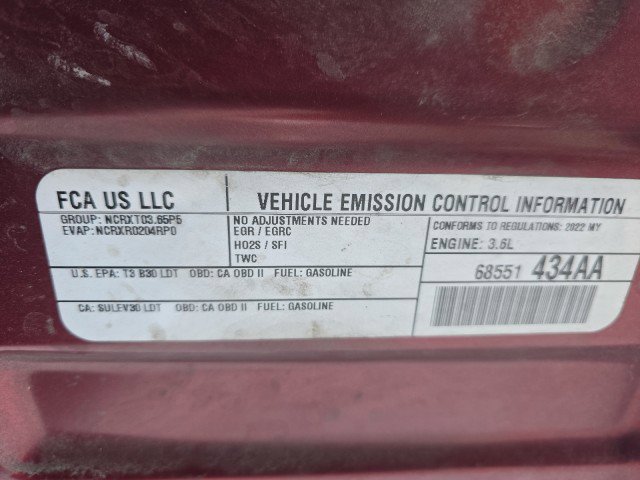 FCA US LLC
VEHICLE EMISSION CONTROL INFORMATION
GROUP: NCRXT03.65P5
EVAP: NCRXR0204RP0
NO ADJUSTMENTS NEEDED
EGR / EGRC
HO2S / SFI
TWC
CONFORMS TO REGULATIONS: 2022 MY
ENGINE: 3.6L
U.S. EPA: T3 B30 LDT OBD: CA OBD II FUEL: GASOLINE
68551 434AA
CA: SULEV30 LDT OBD: CA OBD II FUEL: GASOLINE